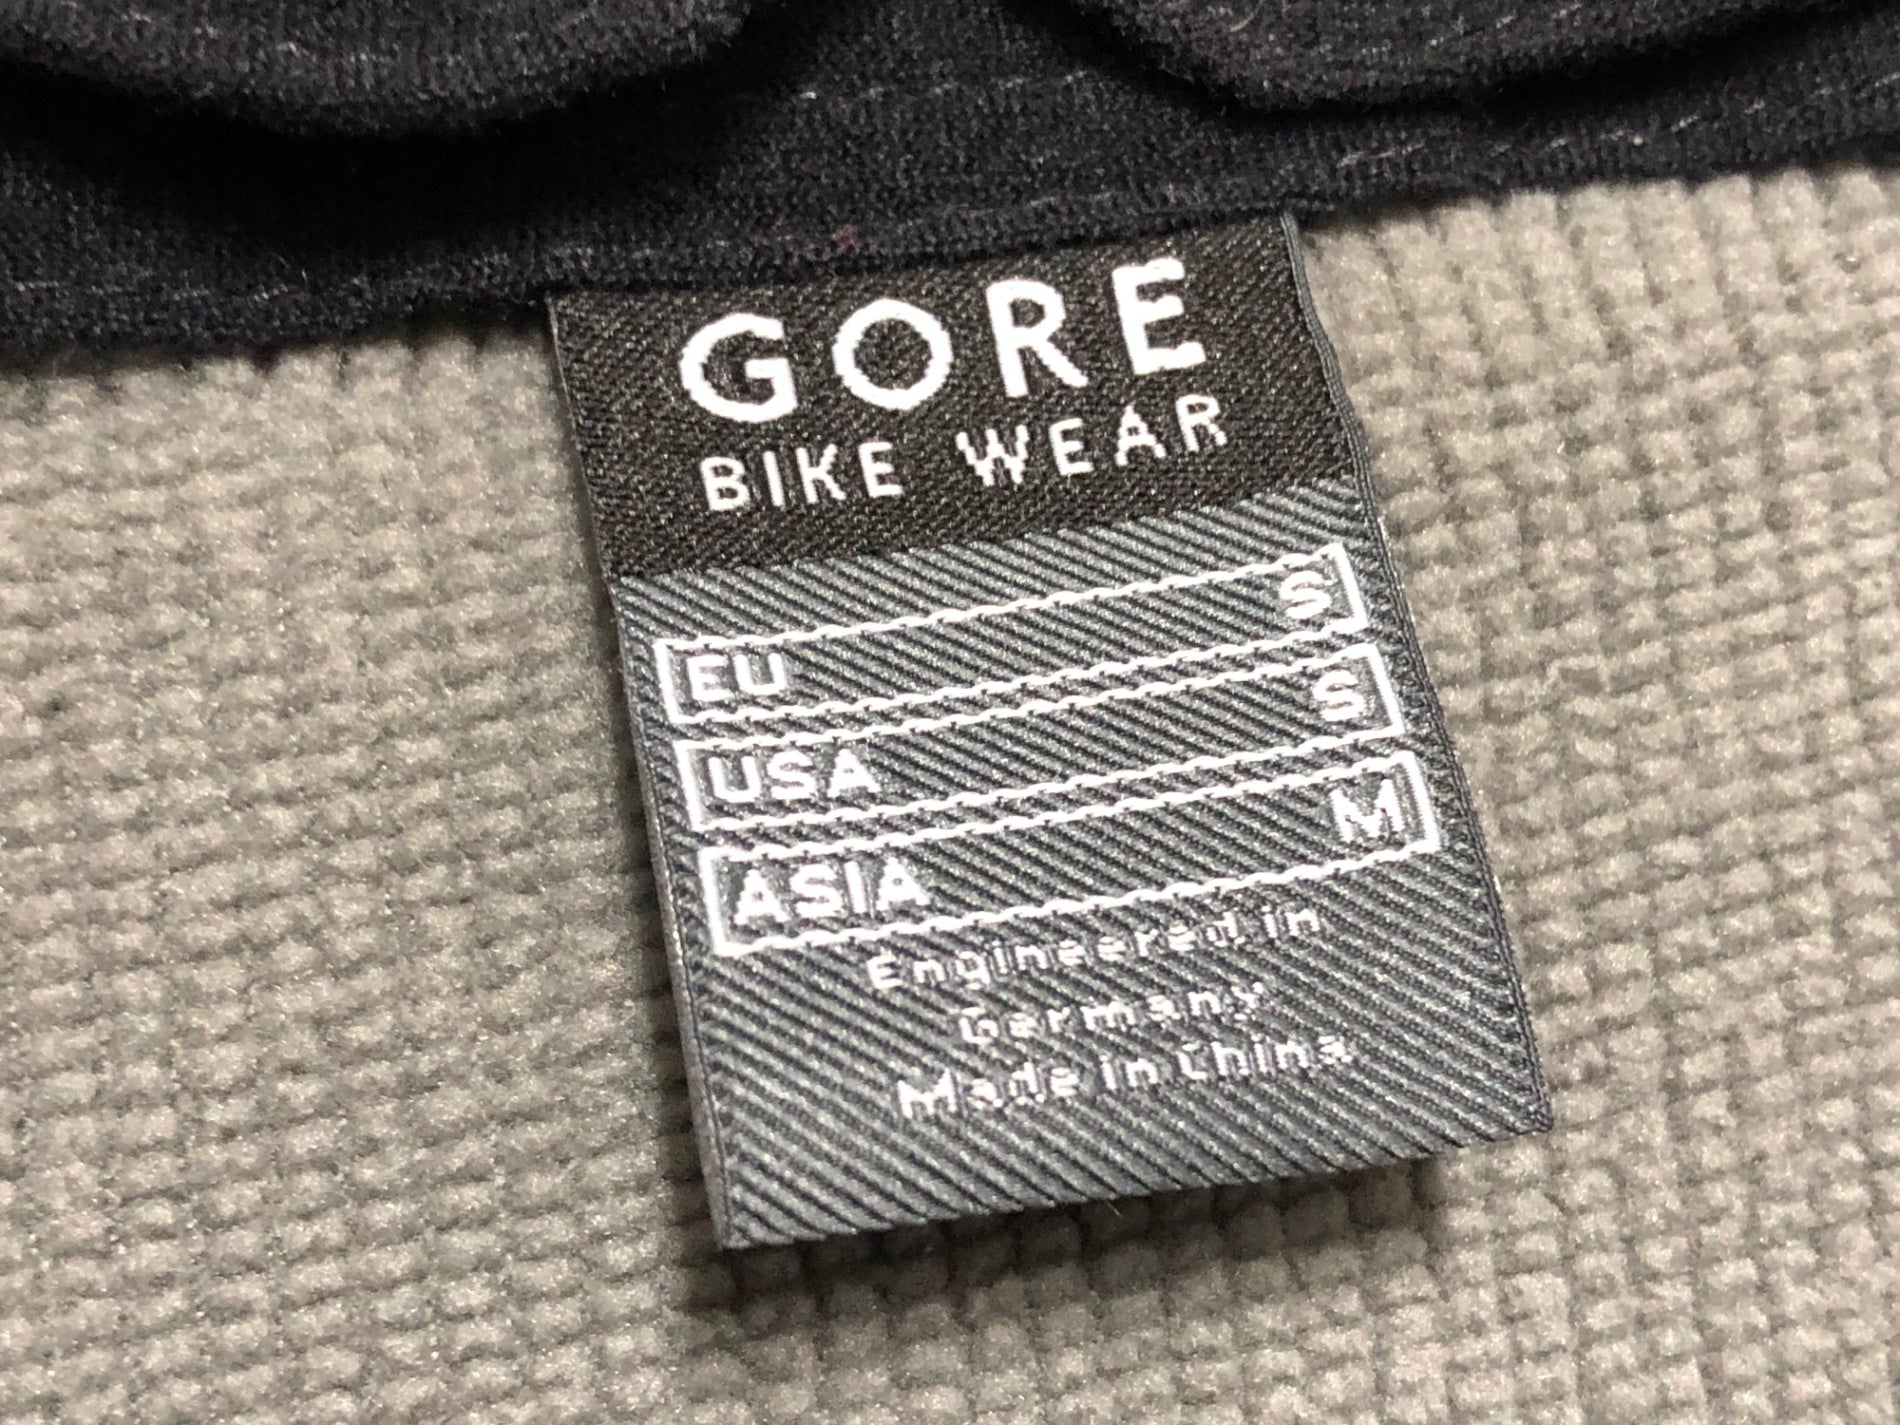 GORE
BIKE WEAR
EU S
USA S
ASIA M
Engineered in
Germany.
Made in China